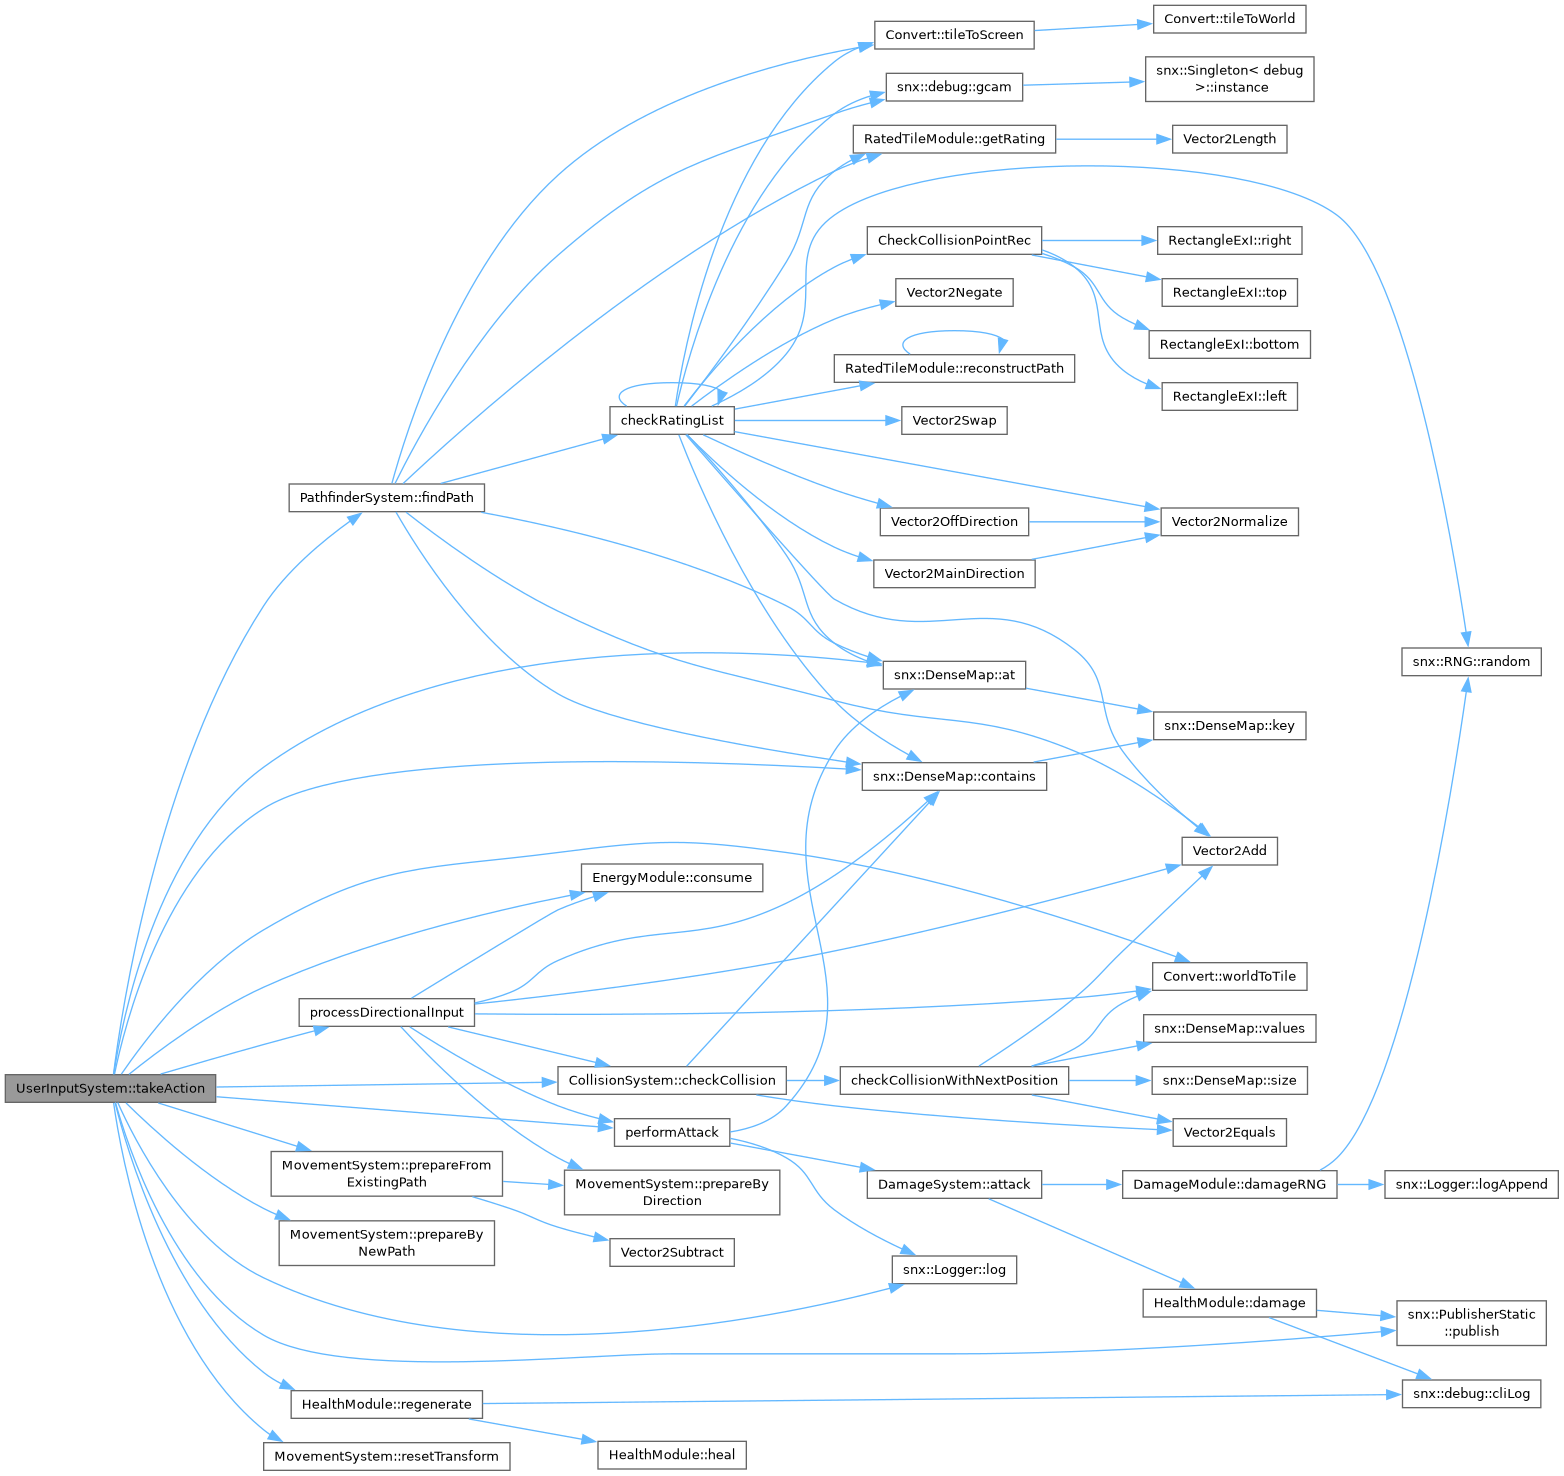 Convert::tileToWorld
Convert::tileToScreen
snx::Singleton< debug
>::instance
snx::debug::gcam
RatedTileModule::getRating
Vector2Length
CheckCollisionPointRec
RectangleExI::right
Vector2Negate
RectangleExI::top
RectangleExI::bottom
RatedTileModule::reconstructPath
RectangleExI::left
checkRatingList
Vector2Swap
PathfinderSystem::findPath
Vector2OffDirection
Vector2Normalize
Vector2MainDirection
snx::RNG::random
snx::DenseMap::at
snx::DenseMap::key
snx::DenseMap::contains
Vector2Add
EnergyModule::consume
Convert::worldToTile
processDirectionalInput
snx::DenseMap::values
UserInputSystem::takeAction
CollisionSystem::checkCollision
checkCollisionWithNextPosition
snx::DenseMap::size
performAttack
Vector2Equals
MovementSystem::prepareFrom
ExistingPath
MovementSystem::prepareBy
Direction
DamageSystem::attack
DamageModule::damageRNG
snx::Logger::logAppend
MovementSystem::prepareBy
NewPath
Vector2Subtract
snx::Logger::log
HealthModule::damage
snx::PublisherStatic
::publish
HealthModule::regenerate
snx::debug::cliLog
MovementSystem::resetTransform
HealthModule::heal